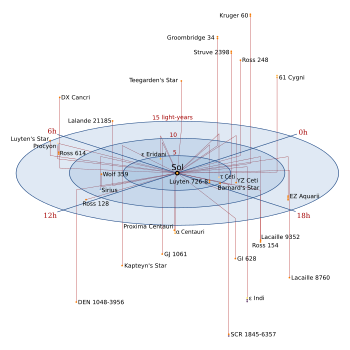 Kruger 60
Groombridge 34
Struve 2398
Ross 248
Teegarden's Star
61 Cygni
DX Cancri
15 light-years
Lalande 21185
6h
10
0h
Luyten's Star
Procyon
Ross 614
ε Eridani
5
Sol
Wolf 359
τ Ceti
Luyten 726-8
YZ Ceti
Sirius
Barnard's Star
EZ Aquarii
Ross 128
12h
18h
Proxima Centauri
α Centauri
Lacaille 9352
Ross 154
GJ 1061
Gl 628
Kapteyn's Star
Lacaille 8760
DEN 1048-3956
ε Indi
SCR 1845-6357